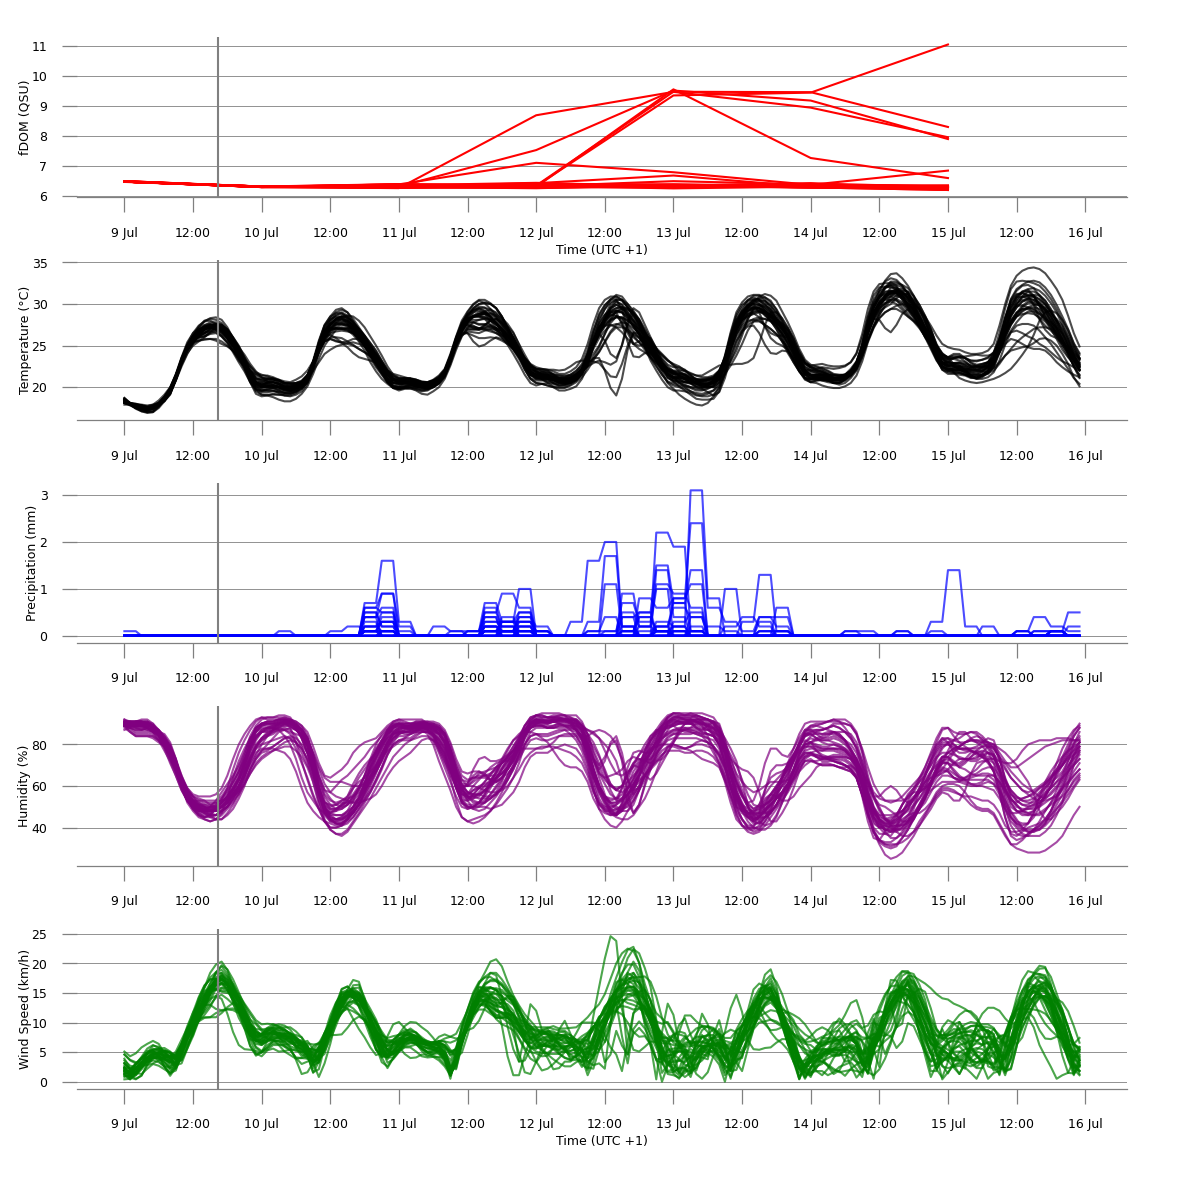 11
10
9
8
7
6
fDOM (QSU)
9 Jul 12:00 10 Jul 12:00 11 Jul 12:00 12 Jul 12:00 13 Jul 12:00 14 Jul 12:00 15 Jul 12:00 16 Jul
Time (UTC +1)
35
30
25
20
Temperature (°C)
9 Jul 12:00 10 Jul 12:00 11 Jul 12:00 12 Jul 12:00 13 Jul 12:00 14 Jul 12:00 15 Jul 12:00 16 Jul
3
2
1
0
Precipitation (mm)
9 Jul 12:00 10 Jul 12:00 11 Jul 12:00 12 Jul 12:00 13 Jul 12:00 14 Jul 12:00 15 Jul 12:00 16 Jul
80
60
40
Humidity (%)
9 Jul 12:00 10 Jul 12:00 11 Jul 12:00 12 Jul 12:00 13 Jul 12:00 14 Jul 12:00 15 Jul 12:00 16 Jul
25
20
15
10
5
0
Wind Speed (km/h)
9 Jul 12:00 10 Jul 12:00 11 Jul 12:00 12 Jul 12:00 13 Jul 12:00 14 Jul 12:00 15 Jul 12:00 16 Jul
Time (UTC +1)